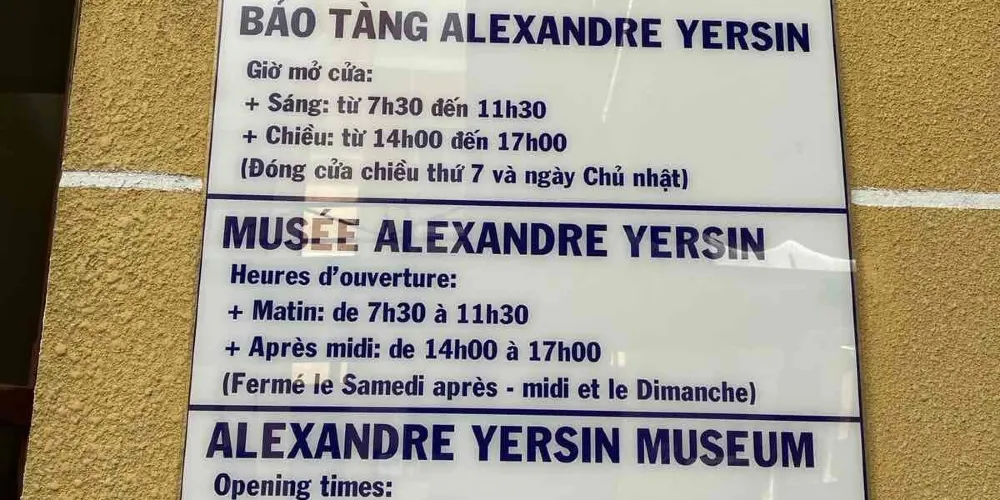 BẢO TÀNG ALEXANDRE YERSIN
Giờ mở cửa:
+ Sáng: từ 7h30 đến 11h30
+ Chiều: từ 14h00 đến 17h00
(Đóng cửa chiều thứ 7 và ngày Chủ nhật)
MUSÉE ALEXANDRE YERSIN
Heures d'ouverture:
+ Matin: de 7h30 à 11h30
+ Après midi: de 14h00 à 17h00
(Fermé le Samedi après - midi et le Dimanche)
ALEXANDRE YERSIN MUSEUM
Opening times: